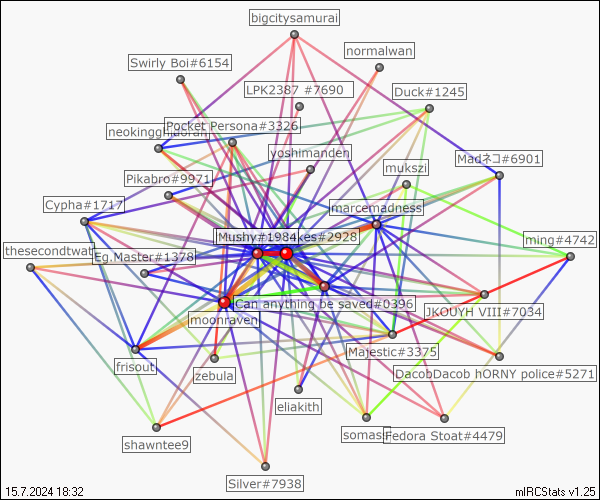 bigcitysamurai
normalwan
Swirly Boi#6154
LPK2387 #7690
Duck#1245
Pocket Persona#3326
yoshimanden
Madネコ#6901
mukszi
Pikabro#9971
Cypha#1717
marcemadness
Mushy#1984
kes#2928
ming#4742
thesecondtwat
Eg.Master#1378
Can anything be saved#0396
JKOUYH VIII#7034
moonraven
Majestic#3375
frisout
zebula
DacobDacob hORNY police#5271
eliakith
somasis
Fedora Stoat#4479
shawntee9
Silver#7938
15.7.2024 18:32
mIRCStats v1.25